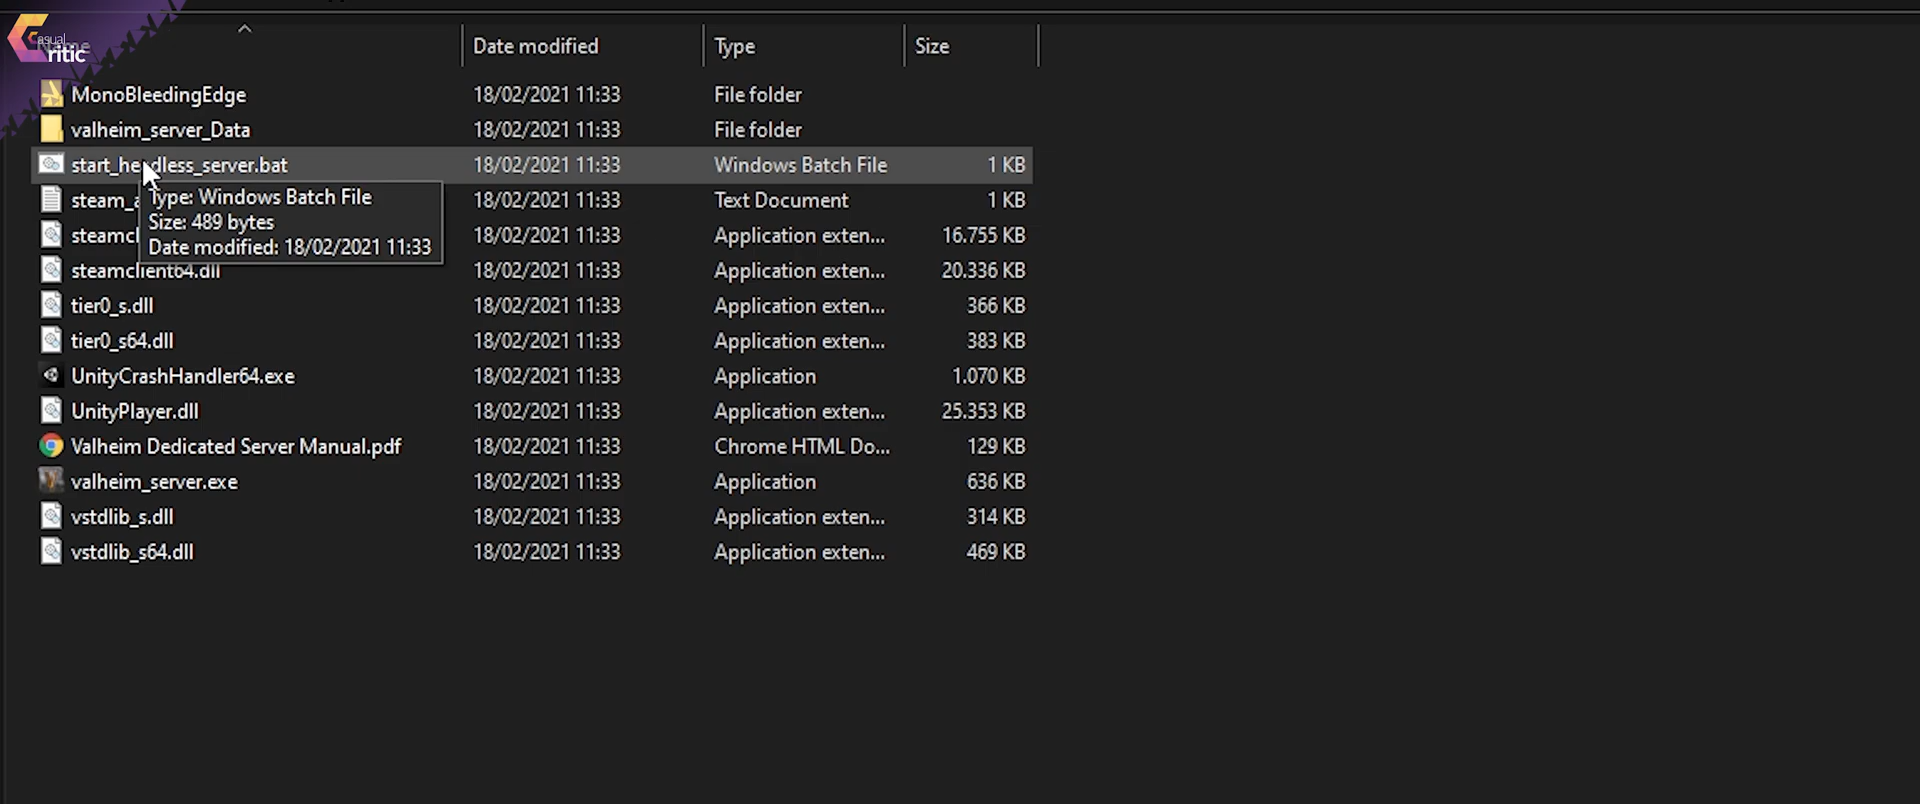 Casual
Critic
Name Date modified Type Size
MonoBleedingEdge 18/02/2021 11:33 File folder
valheim_server_Data 18/02/2021 11:33 File folder
start_headless_server.bat 18/02/2021 11:33 Windows Batch File 1 KB
steam_ 18/02/2021 11:33 Text Document 1 KB
Type: Windows Batch File
Size: 489 bytes
Date modified: 18/02/2021 11:33
steamcl 18/02/2021 11:33 Application exten... 16.755 KB
steamclient64.dll 18/02/2021 11:33 Application exten... 20.336 KB
tier0_s.dll 18/02/2021 11:33 Application exten... 366 KB
tier0_s64.dll 18/02/2021 11:33 Application exten... 383 KB
UnityCrashHandler64.exe 18/02/2021 11:33 Application 1.070 KB
UnityPlayer.dll 18/02/2021 11:33 Application exten... 25.353 KB
Valheim Dedicated Server Manual.pdf 18/02/2021 11:33 Chrome HTML Do... 129 KB
valheim_server.exe 18/02/2021 11:33 Application 636 KB
vstdlib_s.dll 18/02/2021 11:33 Application exten... 314 KB
vstdlib_s64.dll 18/02/2021 11:33 Application exten... 469 KB